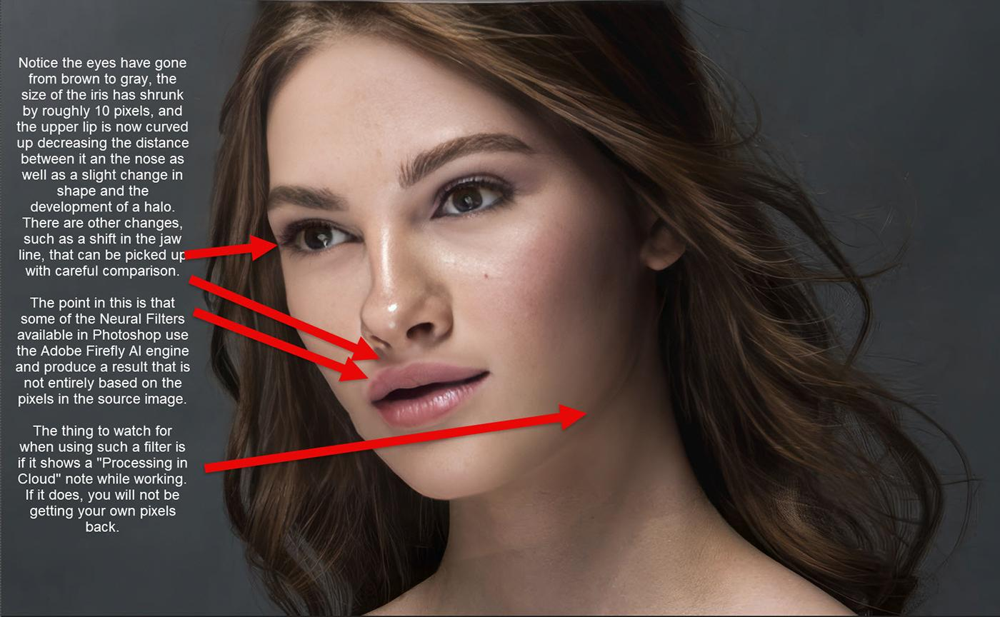 Notice the eyes have gone
from brown to gray, the
size of the iris has shrunk
by roughly 10 pixels, and
the upper lip is now curved
up decreasing the distance
between it an the nose as
well as a slight change in
shape and the
development of a halo.
There are other changes,
such as a shift in the jaw
line, that can be picked up
with careful comparison.
The point in this is that
some of the Neural Filters
available in Photoshop use
the Adobe Firefly AI engine
and produce a result that is
not entirely based on the
pixels in the source image.
The thing to watch for
when using such a filter is
if it shows a "Processing in
Cloud" note while working.
If it does, you will not be
getting your own pixels
back.